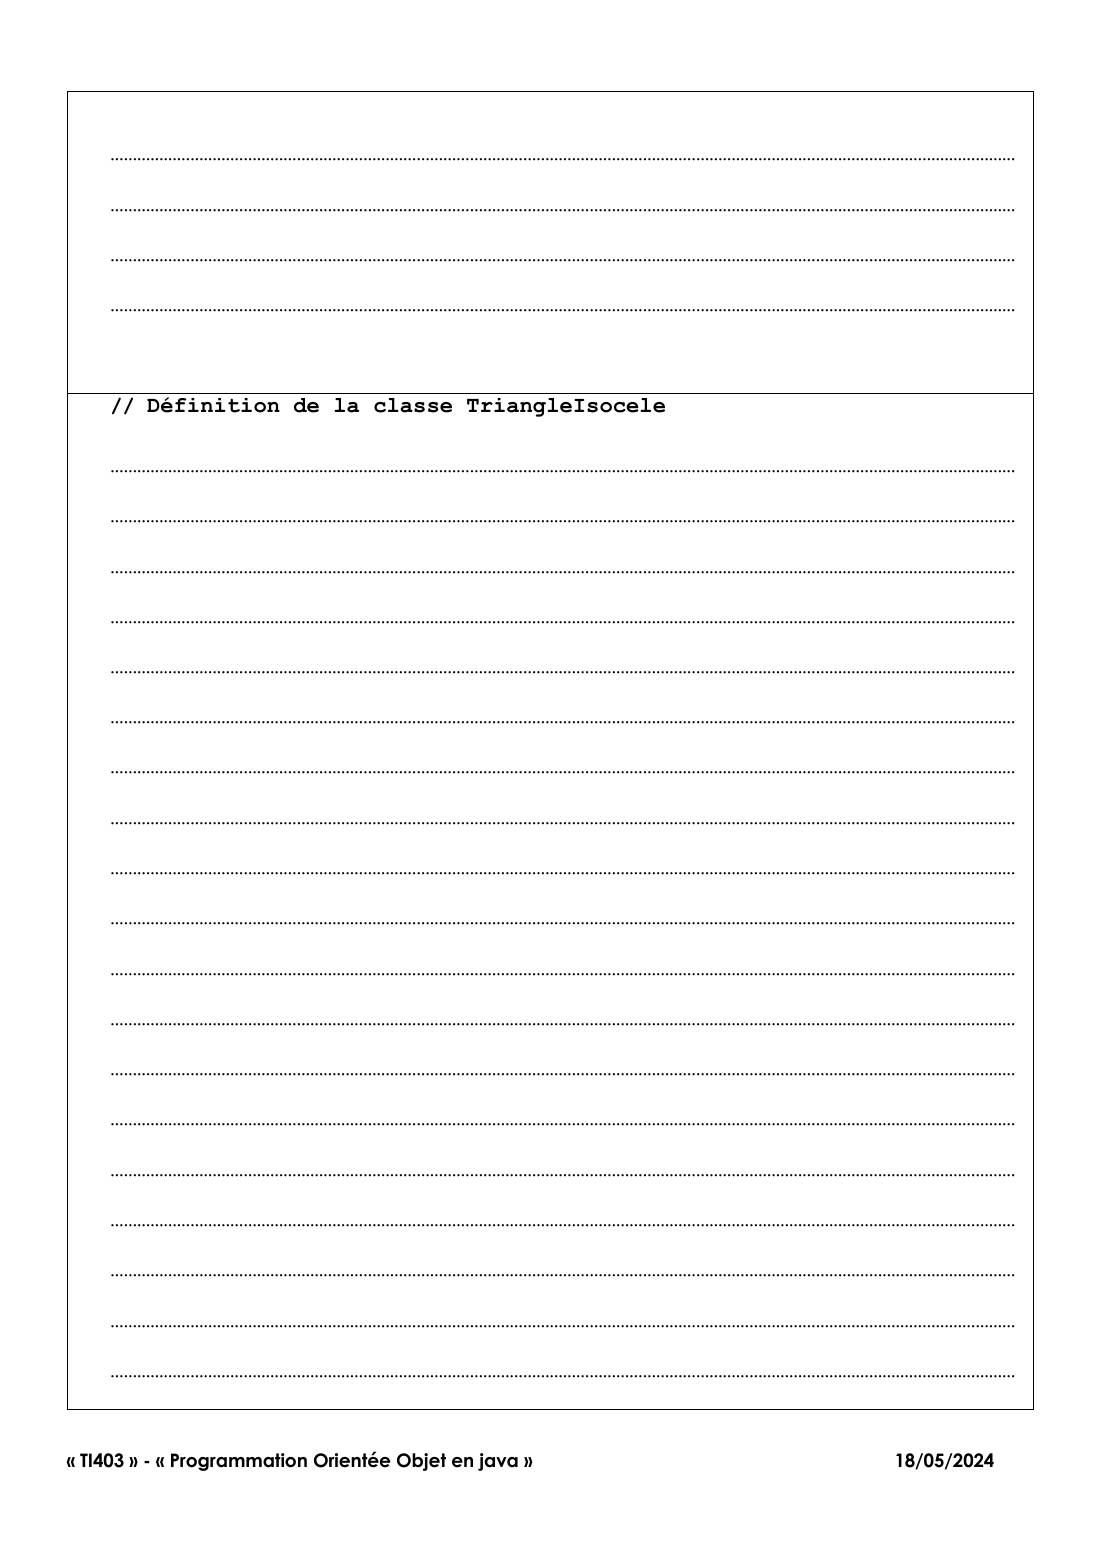 // Définition de la classe TriangleIsocele
« TI403 » - « Programmation Orientée Objet en java » 18/05/2024